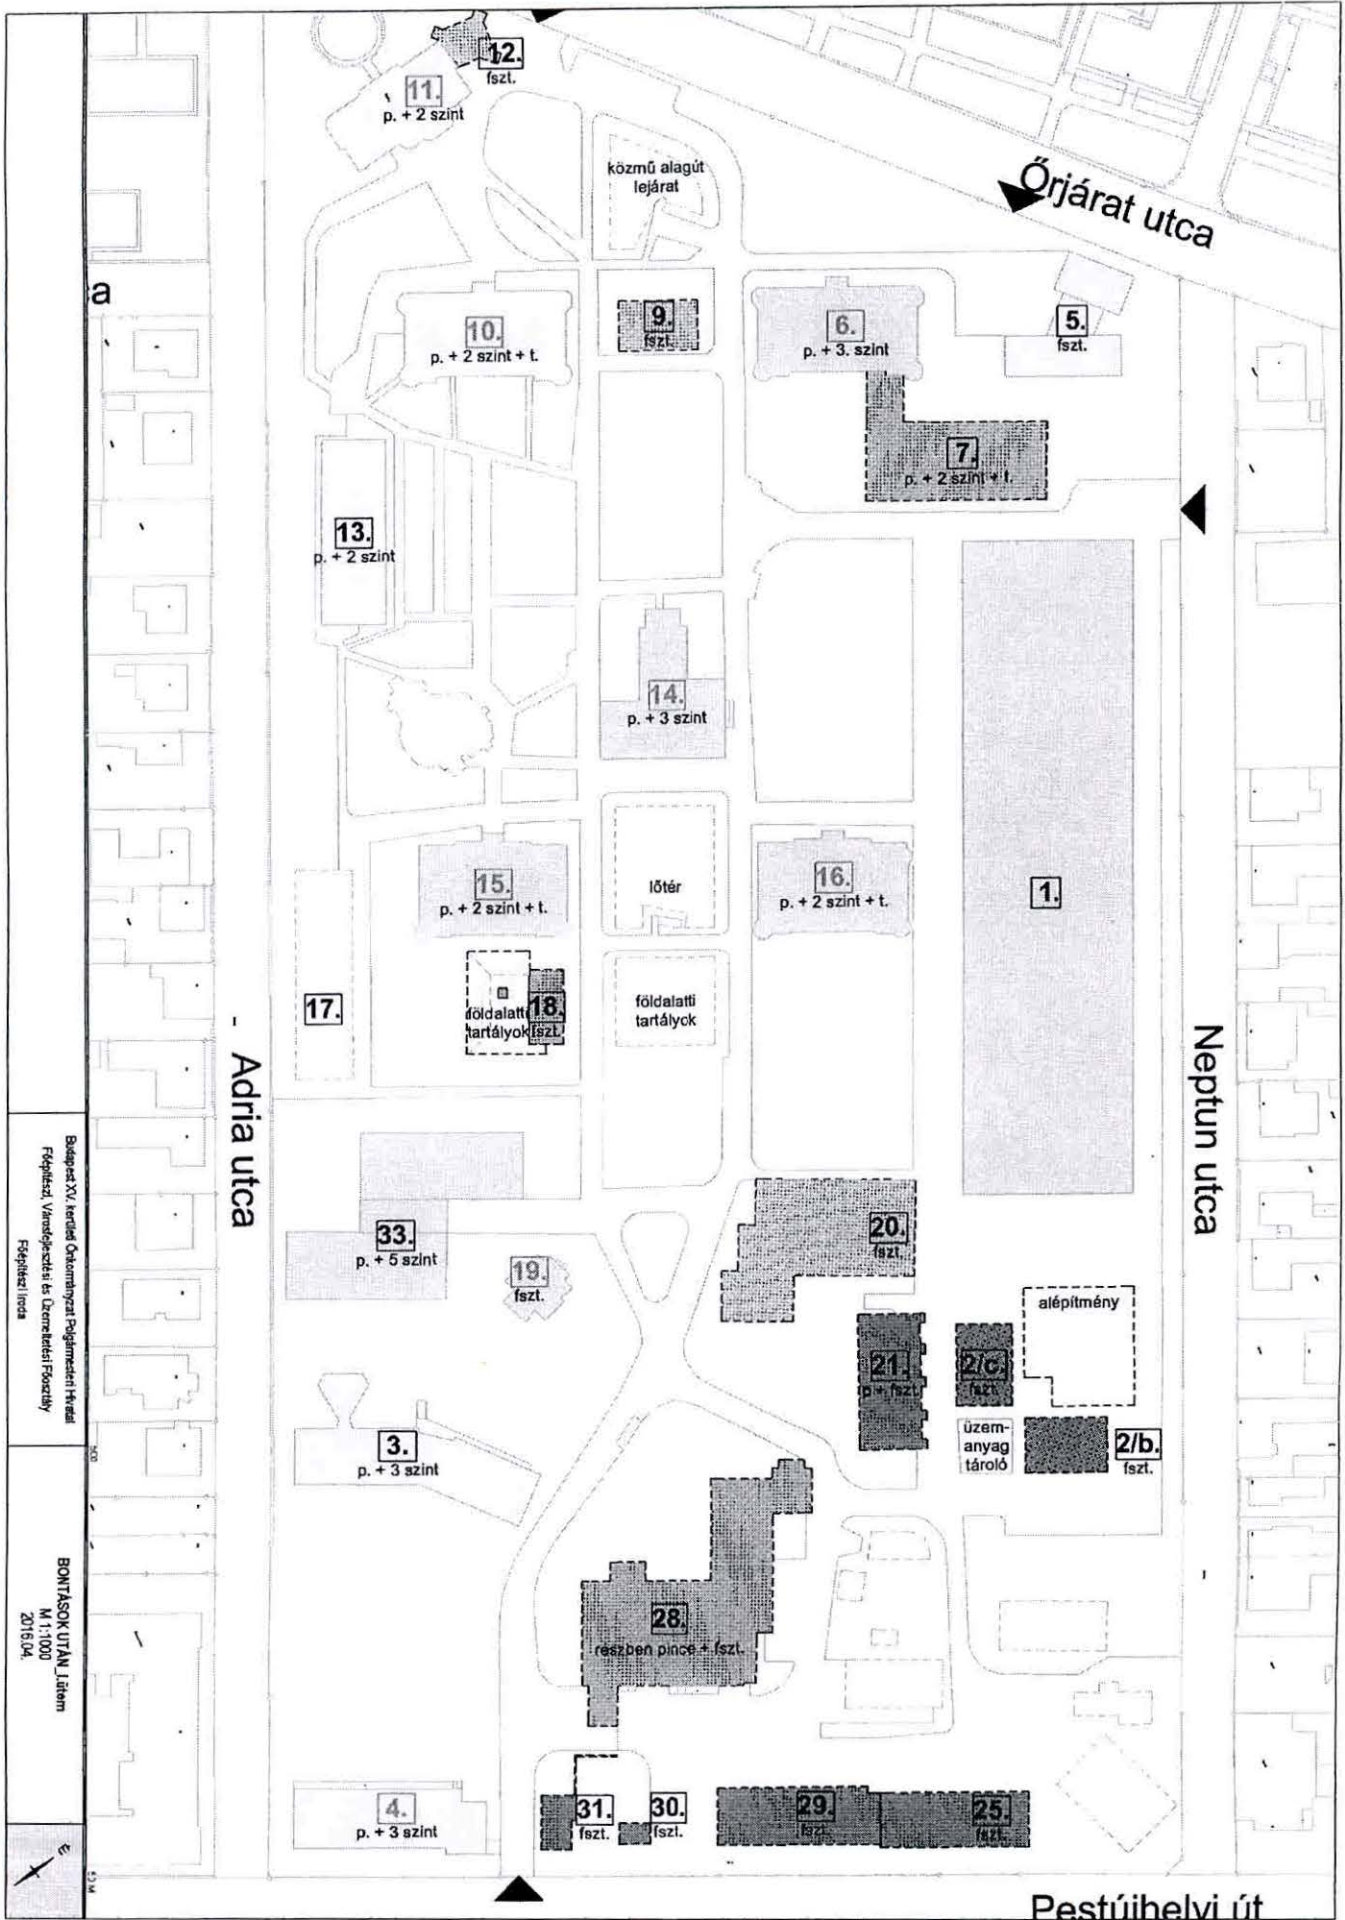 12.
fszt.
11.
p. + 2 szint
közmű alagút
lejárat
Őrjárat utca
a
10.
p. + 2 szint + t.
9.
fszt.
6.
p. + 3. szint
5.
fszt.
7.
p. + 2 szint + t.
13.
p. + 2 szint
14.
p. + 3 szint
15.
p. + 2 szint + t.
lőtér
16.
p. + 2 szint + t.
1.
17.
földalatti
tartályok
18.
fszt.
földalatti
tartályok
Adria utca
Neptun utca
33.
p. + 5 szint
19.
fszt.
20.
fszt.
alépítmény
21.
p + fszt.
2/c.
fszt.
üzem-
anyag
tároló
2/b.
fszt.
3.
p. + 3 szint
28.
részben pince + fszt.
4.
p. + 3 szint
31.
fszt.
30.
fszt.
29.
fszt.
25.
fszt.
Pestújhelyi út
Budapest XV. kerületi Önkormányzat Polgármesteri Hivatal
Főépítészi, Városfejlesztési és Üzemeltetési Főosztály
Főépítészi Iroda
BONTÁSOK UTÁN_I.ütem
M 1:1000
2016.04.
É